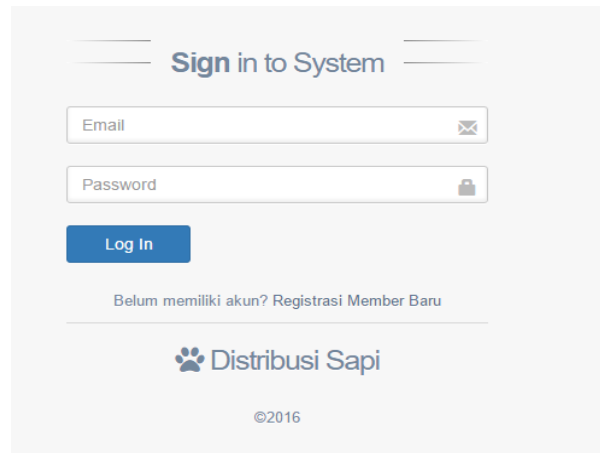 Sign in to System
Email
Password
Log In
Belum memiliki akun? Registrasi Member Baru
Distribusi Sapi
©2016